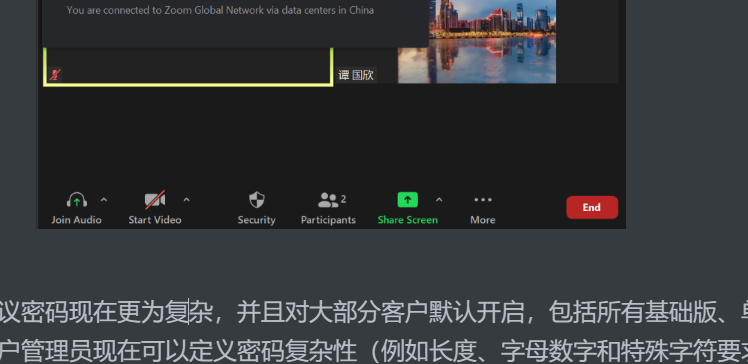 You are connected to Zoom Global Network via data centers in China
谭 国欣
2
Join Audio
Start Video
Security
Participants
Share Screen
More
End
议密码现在更为复杂，并且对大部分客户默认开启，包括所有基础版、
户管理员现在可以定义密码复杂性（例如长度、字母数字和特殊字符要